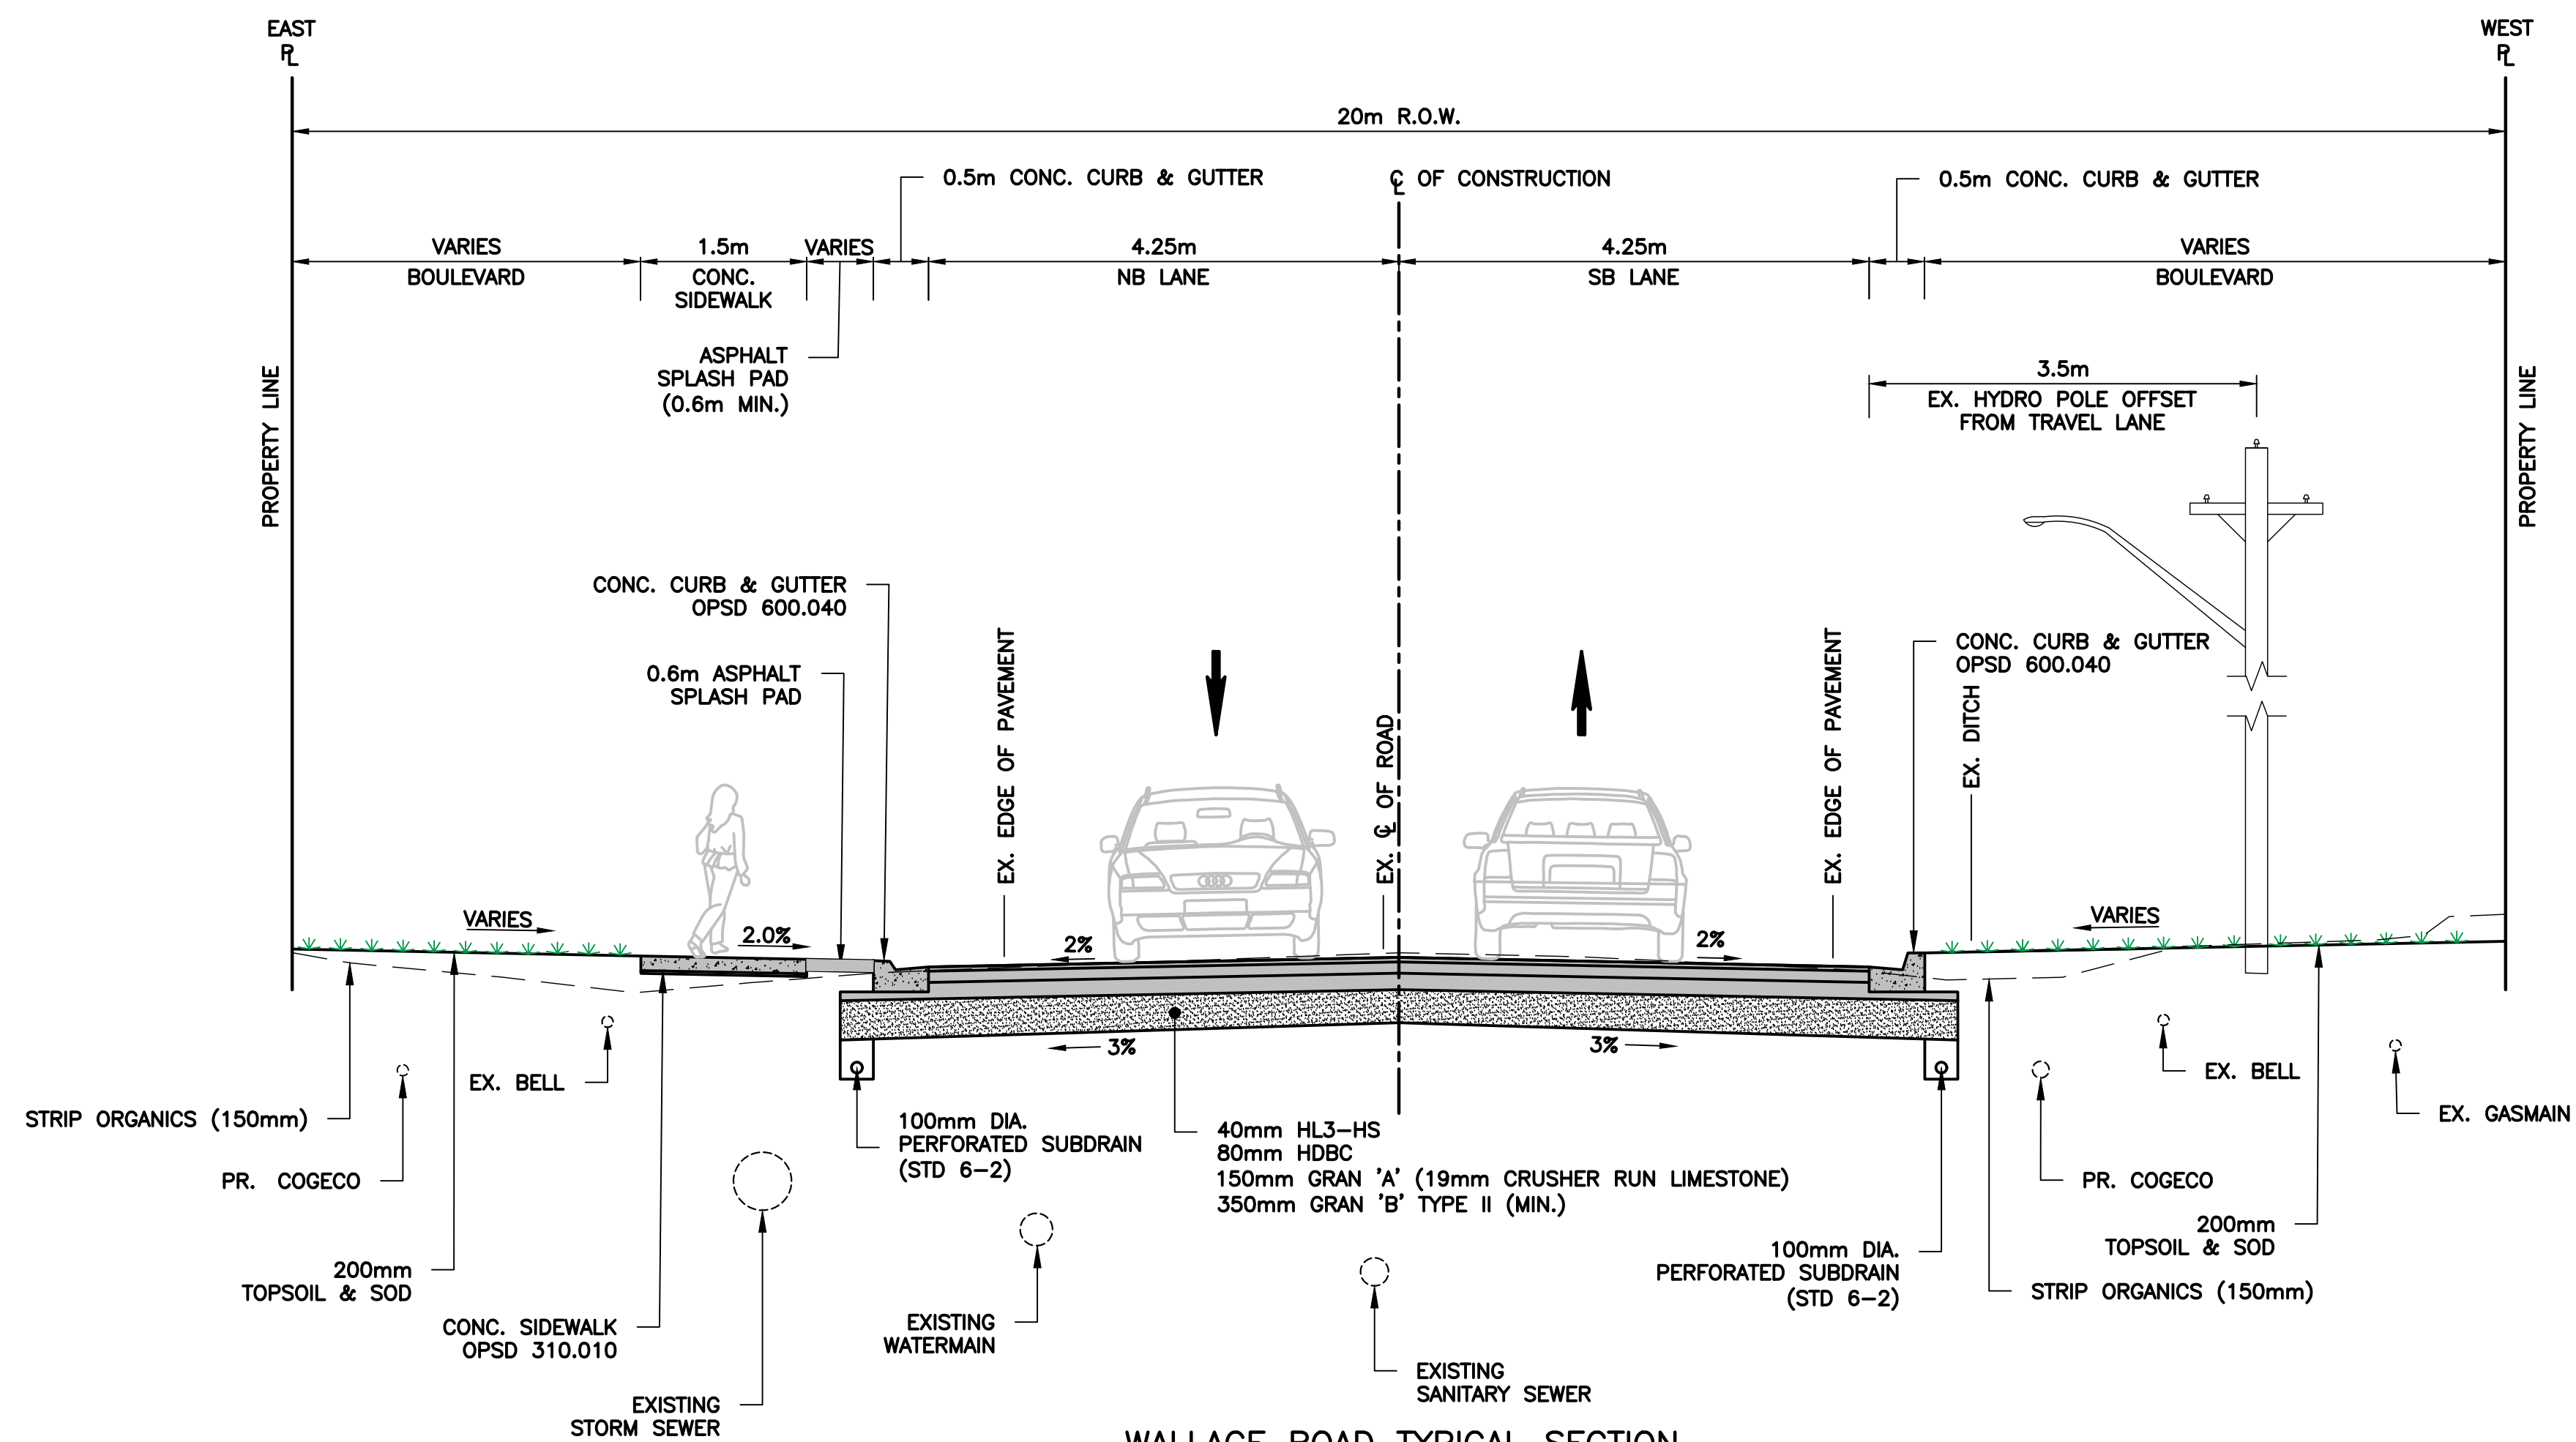 EAST
PL
WEST
PL
20m R.O.W.
0.5m CONC. CURB & GUTTER
CL OF CONSTRUCTION
0.5m CONC. CURB & GUTTER
VARIES
BOULEVARD
1.5m
CONC.
SIDEWALK
VARIES
4.25m
NB LANE
4.25m
SB LANE
VARIES
BOULEVARD
ASPHALT
SPLASH PAD
(0.6m MIN.)
3.5m
EX. HYDRO POLE OFFSET
FROM TRAVEL LANE
PROPERTY LINE
PROPERTY LINE
CONC. CURB & GUTTER
OPSD 600.040
0.6m ASPHALT
SPLASH PAD
EX. EDGE OF PAVEMENT
EX. CL OF ROAD
EX. EDGE OF PAVEMENT
CONC. CURB & GUTTER
OPSD 600.040
EX. DITCH
VARIES
2.0%
2%
2%
VARIES
3%
3%
EX. BELL
STRIP ORGANICS (150mm)
PR. COGECO
200mm
TOPSOIL & SOD
CONC. SIDEWALK
OPSD 310.010
EXISTING
STORM SEWER
100mm DIA.
PERFORATED SUBDRAIN
(STD 6-2)
EXISTING
WATERMAIN
40mm HL3-HS
80mm HDBC
150mm GRAN 'A' (19mm CRUSHER RUN LIMESTONE)
350mm GRAN 'B' TYPE II (MIN.)
EXISTING
SANITARY SEWER
100mm DIA.
PERFORATED SUBDRAIN
(STD 6-2)
EX. BELL
EX. GASMAIN
PR. COGECO
200mm
TOPSOIL & SOD
STRIP ORGANICS (150mm)
WALLACE ROAD TYPICAL SECTION